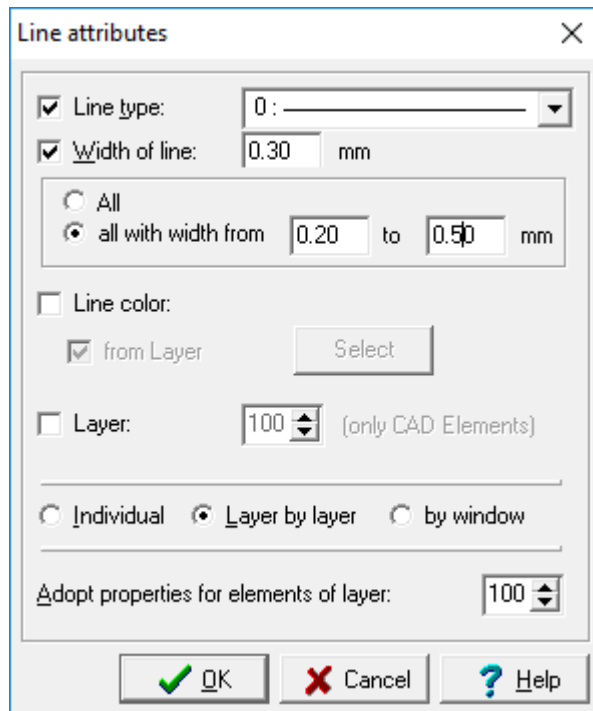 Line attributes
Line type: 0 :
Width of line: 0.30 mm
All
all with width from 0.20 to 0.50 mm
Line color:
from Layer Select
Layer: 100 (only CAD Elements)
Individual Layer by layer by window
Adopt properties for elements of layer: 100
OK Cancel Help